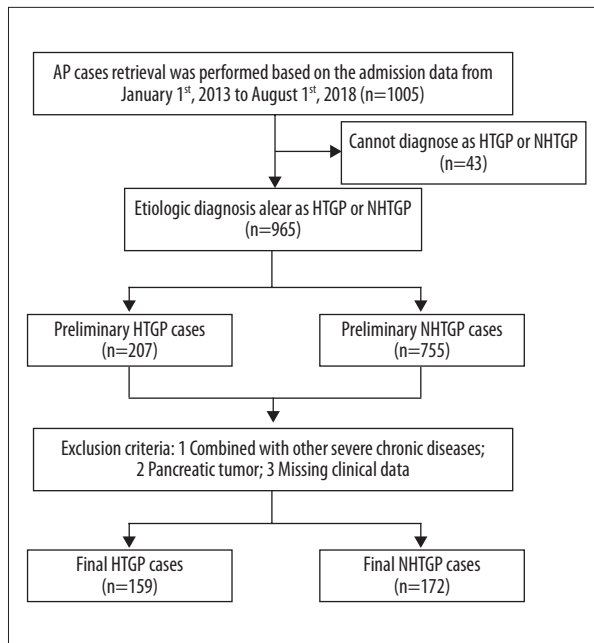 AP cases retrieval was performed based on the admission data from
January 1st, 2013 to August 1st, 2018 (n=1005)
Cannot diagnose as HTGP or NHTGP
(n=43)
Etiologic diagnosis alear as HTGP or NHTGP
(n=965)
Preliminary HTGP cases
(n=207)
Preliminary NHTGP cases
(n=755)
Exclusion criteria: 1 Combined with other severe chronic diseases;
2 Pancreatic tumor; 3 Missing clinical data
Final HTGP cases
(n=159)
Final NHTGP cases
(n=172)